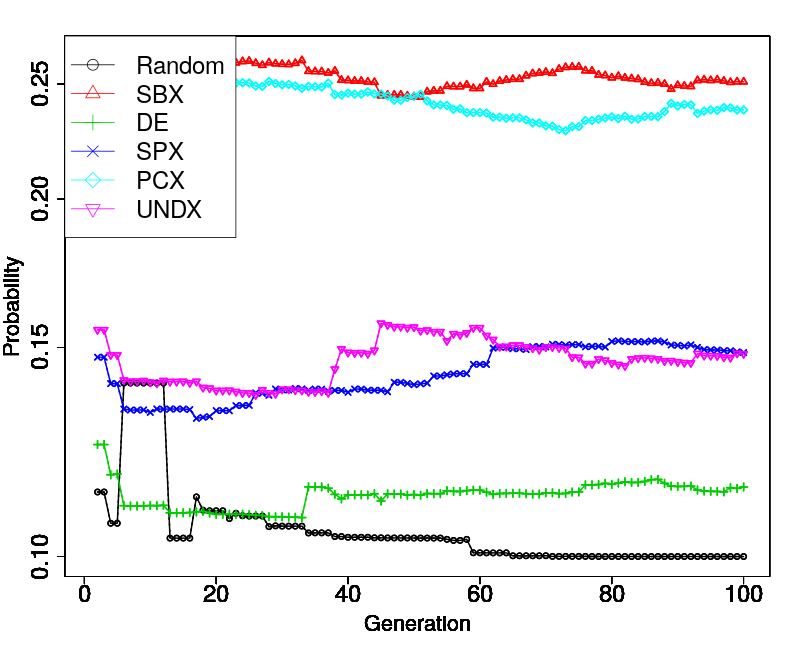 Random
SBX
DE
SPX
PCX
UNDX
0.25
0.20
0.15
0.10
Probability
0 20 40 60 80 100
Generation